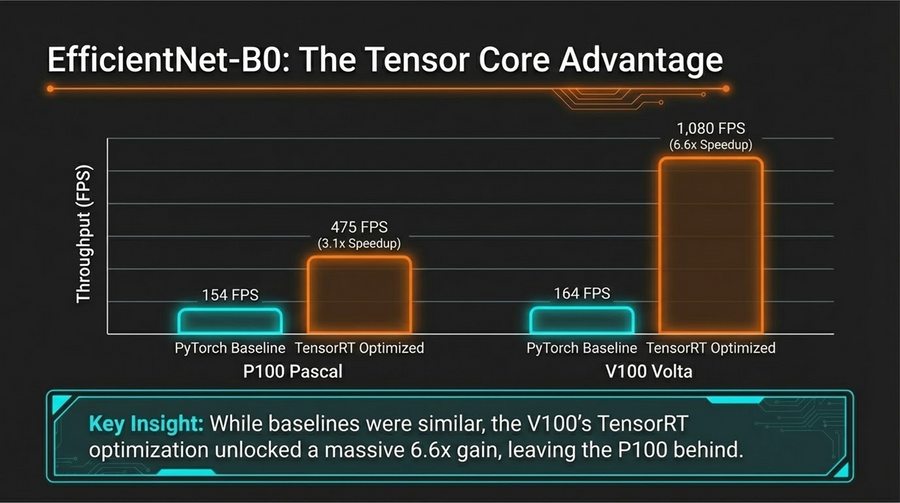 EfficientNet-B0: The Tensor Core Advantage
Throughput (FPS)
154 FPS
475 FPS
(3.1x Speedup)
164 FPS
1,080 FPS
(6.6x Speedup)
PyTorch Baseline
TensorRT Optimized
PyTorch Baseline
TensorRT Optimized
P100 Pascal
V100 Volta
Key Insight: While baselines were similar, the V100's TensorRT
optimization unlocked a massive 6.6x gain, leaving the P100 behind.